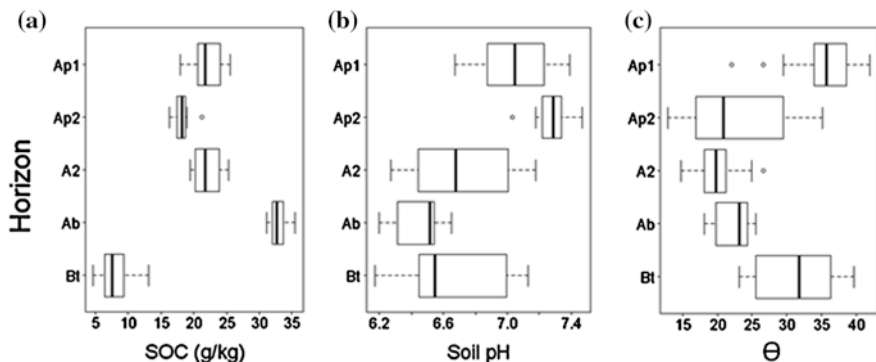 (a)
Horizon
Ap1
Ap2
A2
Ab
Bt
5 10 15 20 25 30 35
SOC (g/kg)
(b)
Ap1
Ap2
A2
Ab
Bt
6.2 6.6 7.0 7.4
Soil pH
(c)
Ap1
Ap2
A2
Ab
Bt
15 20 25 30 35 40
Θ